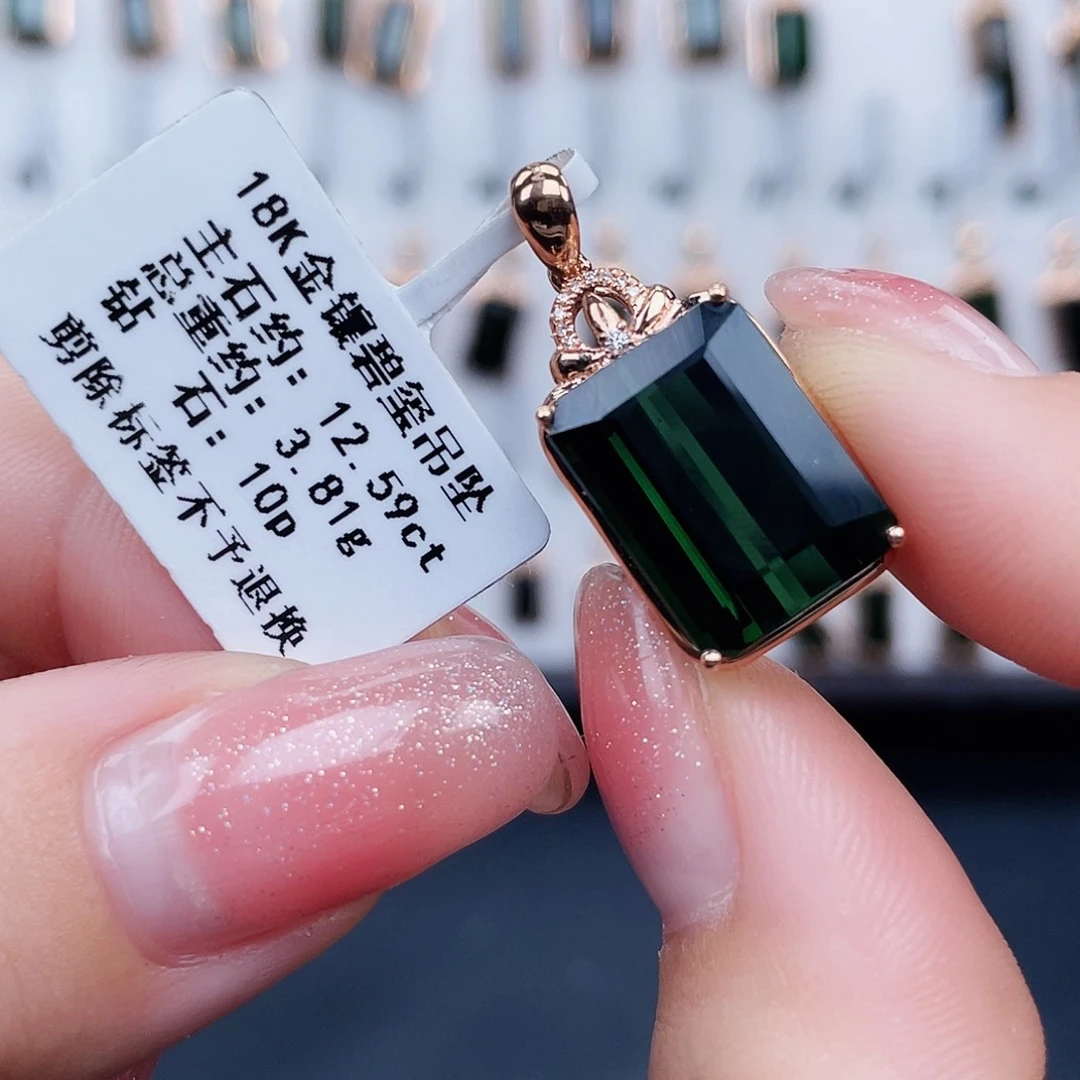 18K金镶碧玺吊坠
主石约: 12.59ct
总重约: 3.81g
钻 石: 10p
剪除标签不予退换